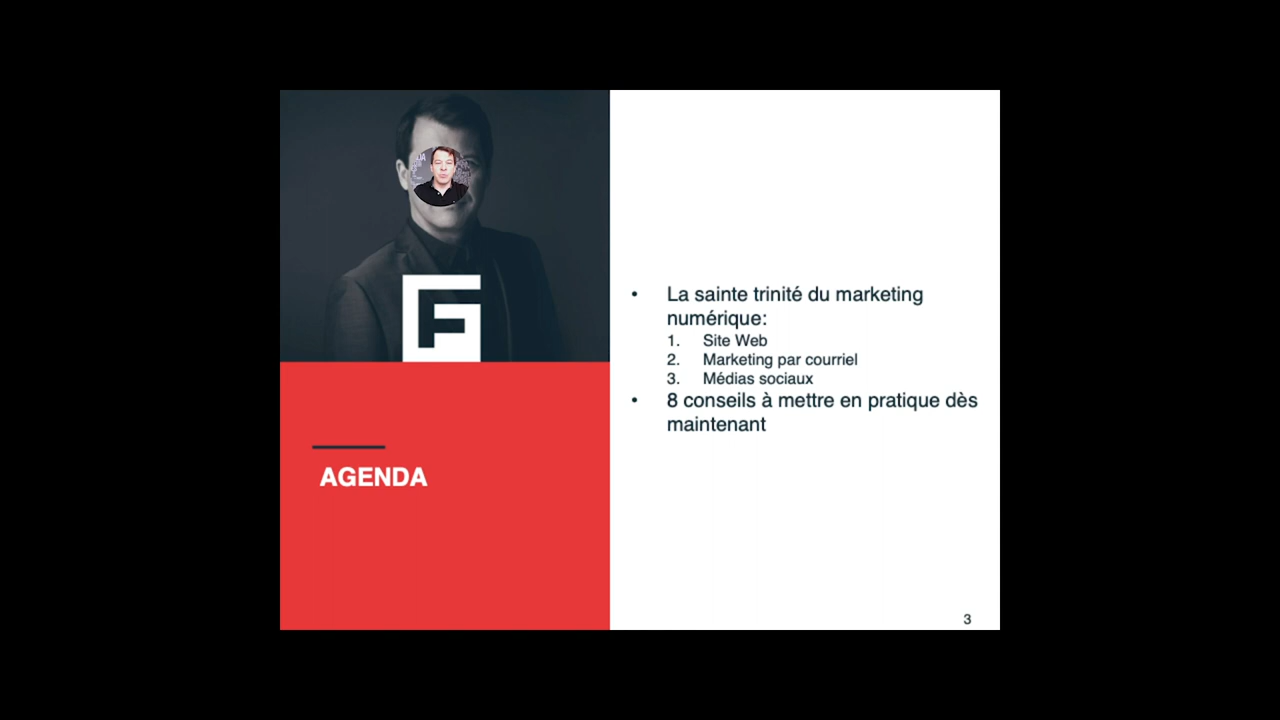 • La sainte trinité du marketing
numérique:
1. Site Web
2. Marketing par courriel
3. Médias sociaux
• 8 conseils à mettre en pratique dès
maintenant
AGENDA
3